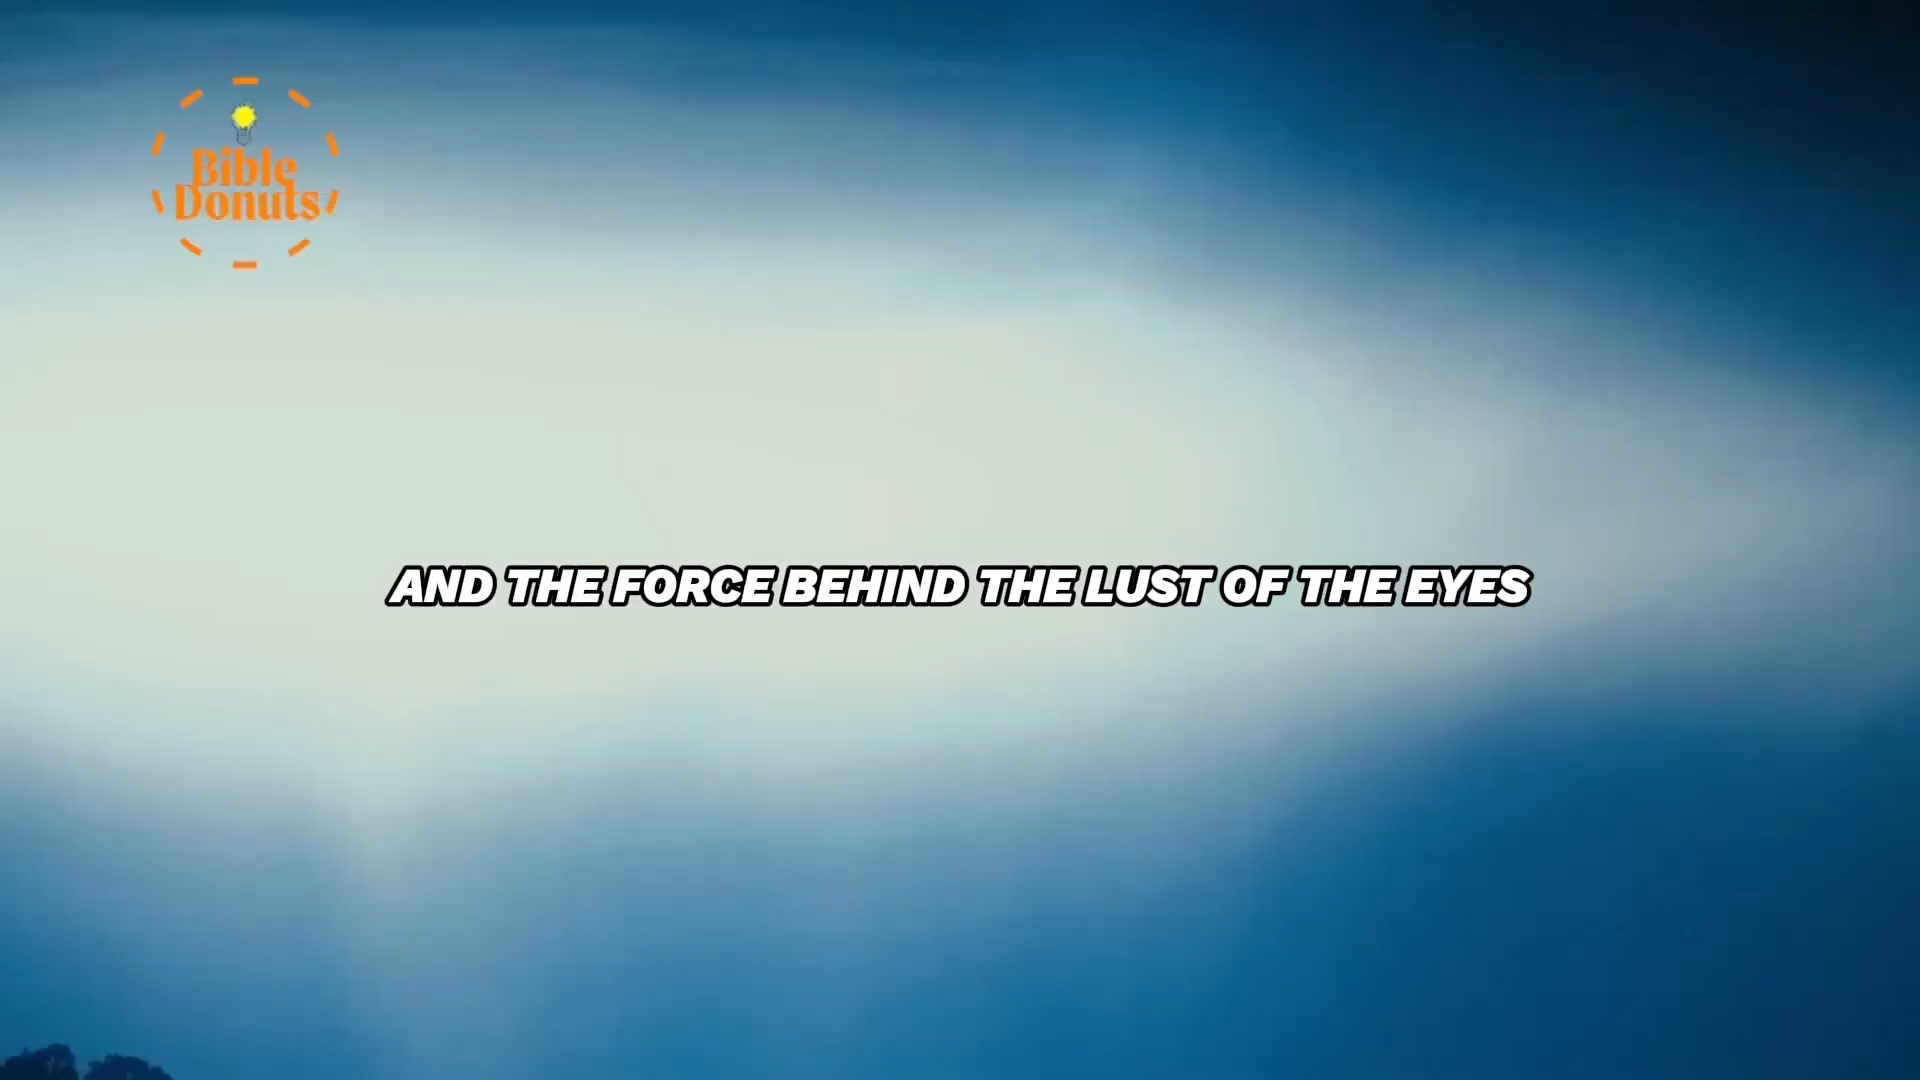 Bible
Donuts
AND THE FORCE BEHIND THE LUST OF THE EYES